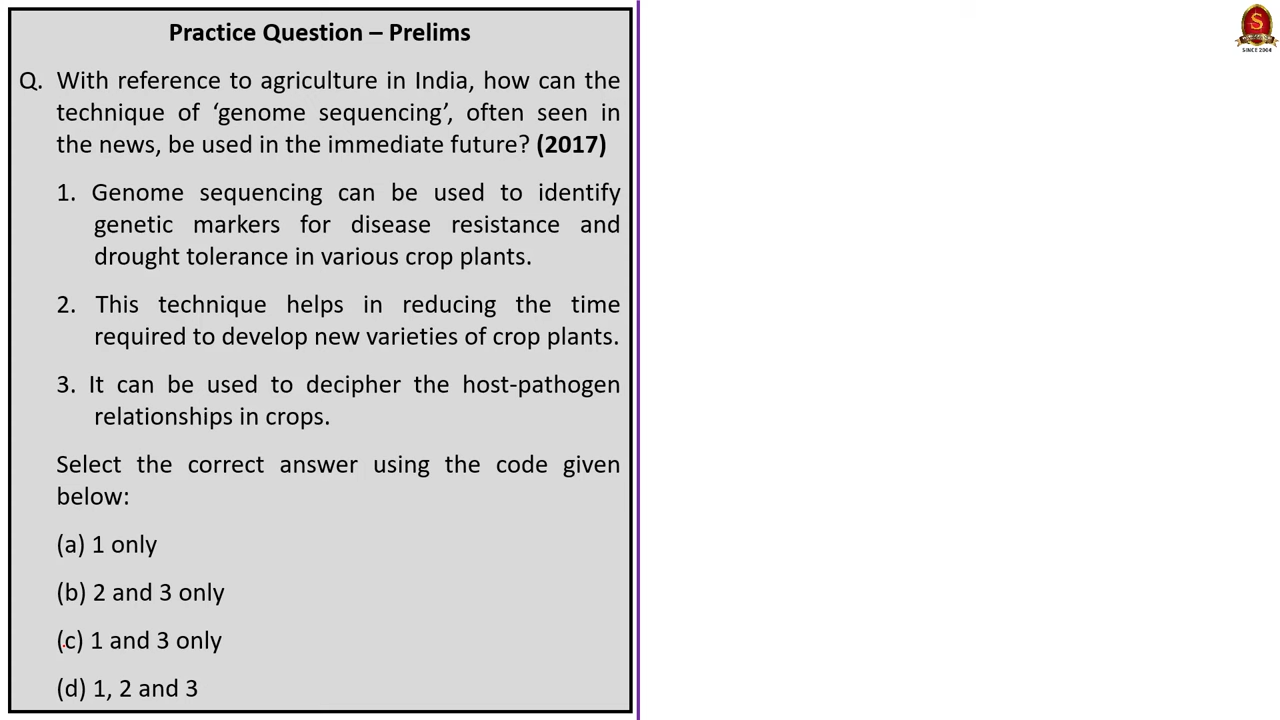 Practice Question – Prelims
Q. With reference to agriculture in India, how can the
technique of ‘genome sequencing’, often seen in
the news, be used in the immediate future? (2017)
1. Genome sequencing can be used to identify
genetic markers for disease resistance and
drought tolerance in various crop plants.
2. This technique helps in reducing the time
required to develop new varieties of crop plants.
3. It can be used to decipher the host-pathogen
relationships in crops.
Select the correct answer using the code given
below:
(a) 1 only
(b) 2 and 3 only
(c) 1 and 3 only
(d) 1, 2 and 3
S
SINCE 2004